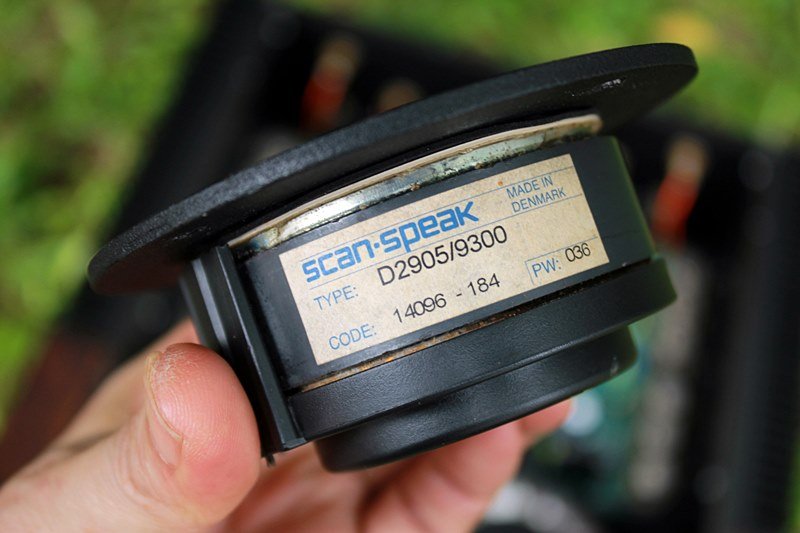 scan-speak
MADE IN
DENMARK
TYPE: D2905/9300
CODE: 14096 - 184
PW: 036